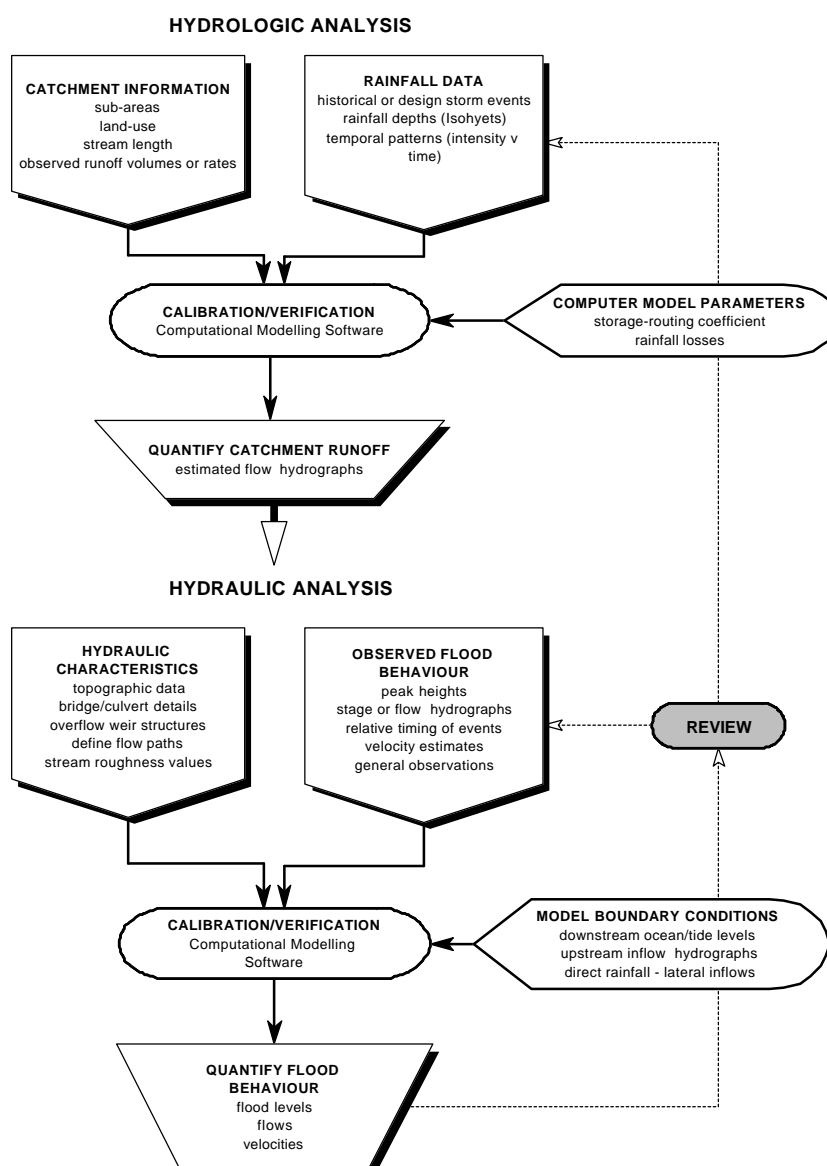 HYDROLOGIC ANALYSIS
CATCHMENT INFORMATION
sub-areas
land-use
stream length
observed runoff volumes or rates
RAINFALL DATA
historical or design storm events
rainfall depths (Isohyets)
temporal patterns (intensity v
time)
CALIBRATION/VERIFICATION
Computational Modelling Software
COMPUTER MODEL PARAMETERS
storage-routing coefficient
rainfall losses
QUANTIFY CATCHMENT RUNOFF
estimated flow hydrographs
HYDRAULIC ANALYSIS
HYDRAULIC
CHARACTERISTICS
topographic data
bridge/culvert details
overflow weir structures
define flow paths
stream roughness values
OBSERVED FLOOD
BEHAVIOUR
peak heights
stage or flow hydrographs
relative timing of events
velocity estimates
general observations
REVIEW
CALIBRATION/VERIFICATION
Computational Modelling
Software
MODEL BOUNDARY CONDITIONS
downstream ocean/tide levels
upstream inflow hydrographs
direct rainfall - lateral inflows
QUANTIFY FLOOD
BEHAVIOUR
flood levels
flows
velocities